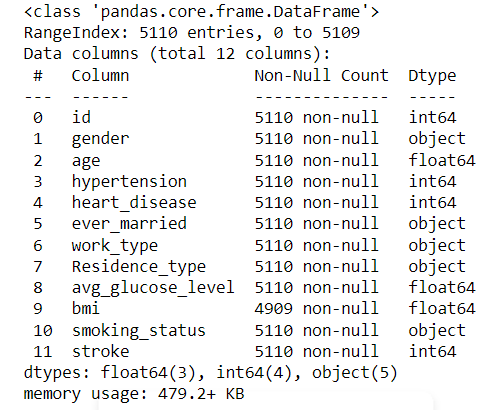 <class 'pandas.core.frame.DataFrame'>
RangeIndex: 5110 entries, 0 to 5109
Data columns (total 12 columns):
 #   Column             Non-Null Count  Dtype
---  ------             --------------  -----
 0   id                 5110 non-null   int64
 1   gender             5110 non-null   object
 2   age                5110 non-null   float64
 3   hypertension       5110 non-null   int64
 4   heart_disease      5110 non-null   int64
 5   ever_married       5110 non-null   object
 6   work_type          5110 non-null   object
 7   Residence_type     5110 non-null   object
 8   avg_glucose_level  5110 non-null   float64
 9   bmi                4909 non-null   float64
 10  smoking_status     5110 non-null   object
 11  stroke             5110 non-null   int64
dtypes: float64(3), int64(4), object(5)
memory usage: 479.2+ KB